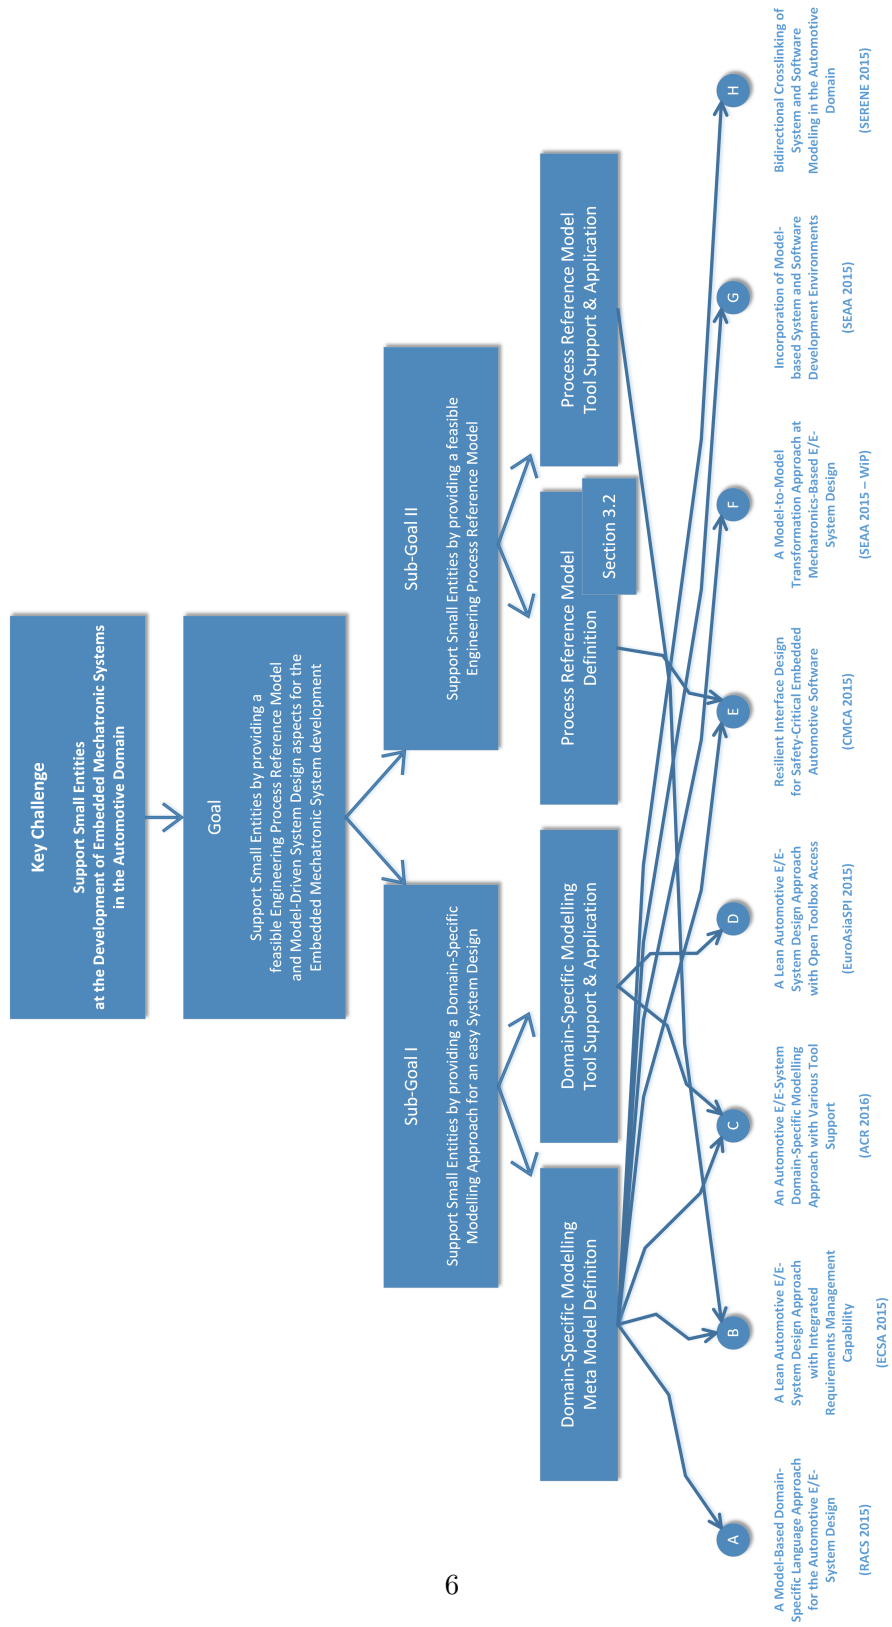 Key Challenge
Support Small Entities
at the Development of Embedded Mechatronic Systems
in the Automotive Domain
Goal
Support Small Entities by providing a
feasible Engineering Process Reference Model
and Model-Driven System Design aspects for the
Embedded Mechatronic System development
Sub-Goal I
Support Small Entities by providing a Domain-Specific
Modelling Approach for an easy System Design
Sub-Goal II
Support Small Entities by providing a feasible
Engineering Process Reference Model
Domain-Specific Modelling
Meta Model Definiton
Domain-Specific Modelling
Tool Support & Application
Process Reference Model
Definition
Section 3.2
Process Reference Model
Tool Support & Application
A
B
C
D
E
F
G
H
A Model-Based Domain-
Specific Language Approach
for the Automotive E/E-
System Design
(RACS 2015)
A Lean Automotive E/E-
System Design Approach
with Integrated
Requirements Management
Capability
(ECSA 2015)
An Automotive E/E-System
Domain-Specific Modelling
Approach with Various Tool
Support
(ACR 2016)
A Lean Automotive E/E-
System Design Approach
with Open Toolbox Access
(EuroAsiaSPI 2015)
Resilient Interface Design
for Safety-Critical Embedded
Automotive Software
(CMCA 2015)
A Model-to-Model
Transformation Approach at
Mechatronics-Based E/E-
System Design
(SEAA 2015 – WiP)
Incorporation of Model-
based System and Software
Development Environments
(SEAA 2015)
Bidirectional Crosslinking of
System and Software
Modeling in the Automotive
Domain
(SERENE 2015)
6